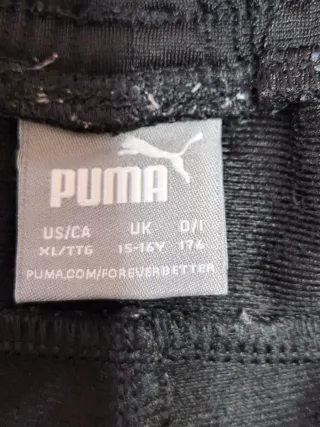 PUMA
US/CA UK D/I
XL/TTG 15-16Y 176
PUMA.COM/FOREVERBETTER